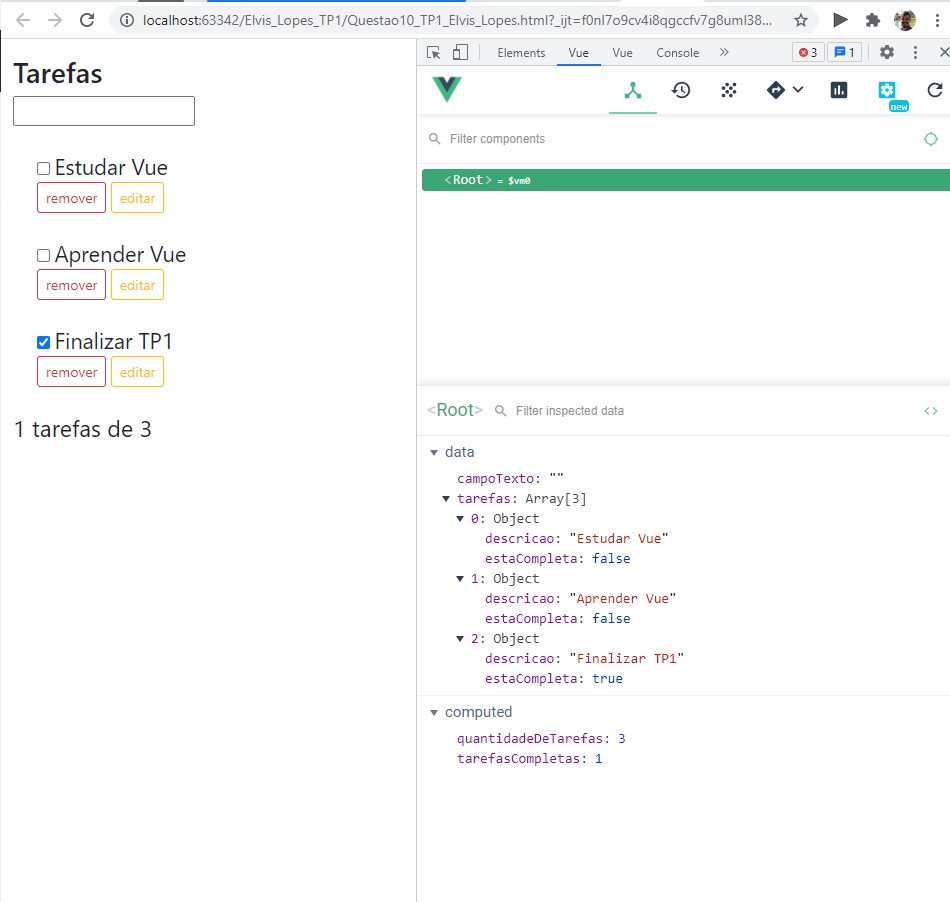 localhost:63342/Elvis_Lopes_TP1/Questao10_TP1_Elvis_Lopes.html?_ijt=f0nl7o9cv4i8qgccfv7g8uml38...
Tarefas
Estudar Vue
remover editar
Aprender Vue
remover editar
Finalizar TP1
remover editar
1 tarefas de 3
Elements Vue Vue Console » 3 1
new
Filter components
<Root> = $vm0
<Root> Filter inspected data
data
campoTexto: ""
tarefas: Array[3]
0: Object
descricao: "Estudar Vue"
estaCompleta: false
1: Object
descricao: "Aprender Vue"
estaCompleta: false
2: Object
descricao: "Finalizar TP1"
estaCompleta: true
computed
quantidadeDeTarefas: 3
tarefasCompletas: 1